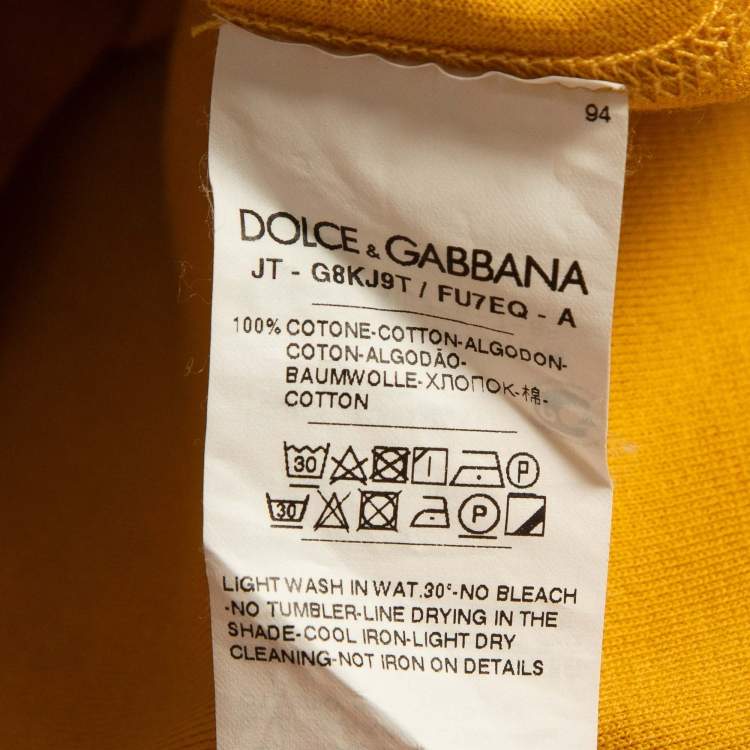 94
DOLCE & GABBANA
JT - G8KJ9T / FU7EQ - A
100% COTONE-COTTON-ALGODON-
COTON-ALGODÃO-
BAUMWOLLE-ХЛОПОК-棉-
COTTON
30 P
30 P
LIGHT WASH IN WAT.30°-NO BLEACH
-NO TUMBLER-LINE DRYING IN THE
SHADE-COOL IRON-LIGHT DRY
CLEANING-NOT IRON ON DETAILS